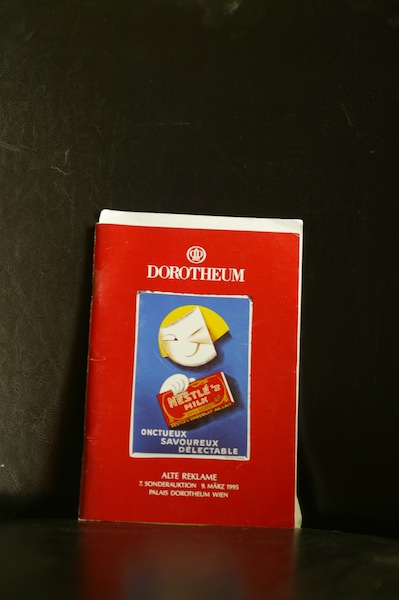 DOROTHEUM
NESTLÉ'S
MILK
ONCTUEUX
SAVOUREUX
DÉLECTABLE
ALTE REKLAME
7. SONDERAUKTION 9. MÄRZ 1995
PALAIS DOROTHEUM WIEN